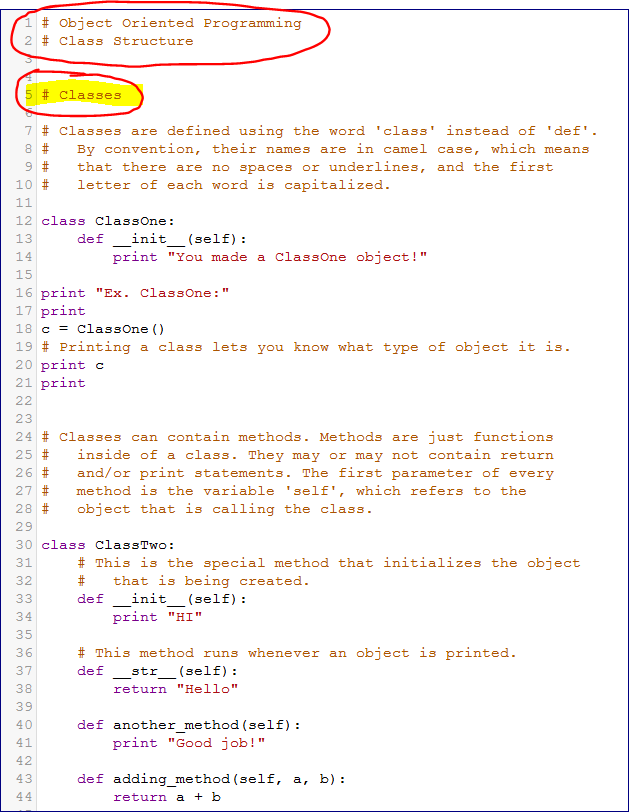 1 # Object Oriented Programming
2 # Class Structure
3
4
5 # Classes
6
7 # Classes are defined using the word 'class' instead of 'def'.
8 #   By convention, their names are in camel case, which means
9 #   that there are no spaces or underlines, and the first
10 #   letter of each word is capitalized.
11
12 class ClassOne:
13     def __init__(self):
14         print "You made a ClassOne object!"
15
16 print "Ex. ClassOne:"
17 print
18 c = ClassOne()
19 # Printing a class lets you know what type of object it is.
20 print c
21 print
22
23
24 # Classes can contain methods. Methods are just functions
25 #   inside of a class. They may or may not contain return
26 #   and/or print statements. The first parameter of every
27 #   method is the variable 'self', which refers to the
28 #   object that is calling the class.
29
30 class ClassTwo:
31     # This is the special method that initializes the object
32     #   that is being created.
33     def __init__(self):
34         print "HI"
35
36     # This method runs whenever an object is printed.
37     def __str__(self):
38         return "Hello"
39
40     def another_method(self):
41         print "Good job!"
42
43     def adding_method(self, a, b):
44         return a + b